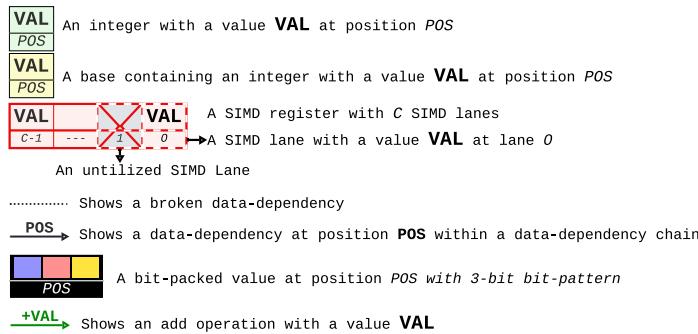 VAL
POS
An integer with a value VAL at position POS
VAL
POS
A base containing an integer with a value VAL at position POS
VAL VAL
C-1 --- 1 0
A SIMD register with C SIMD lanes
A SIMD lane with a value VAL at lane 0
An untilized SIMD Lane
Shows a broken data-dependency
POS
Shows a data-dependency at position POS within a data-dependency chain
POS
A bit-packed value at position POS with 3-bit bit-pattern
+VAL
Shows an add operation with a value VAL